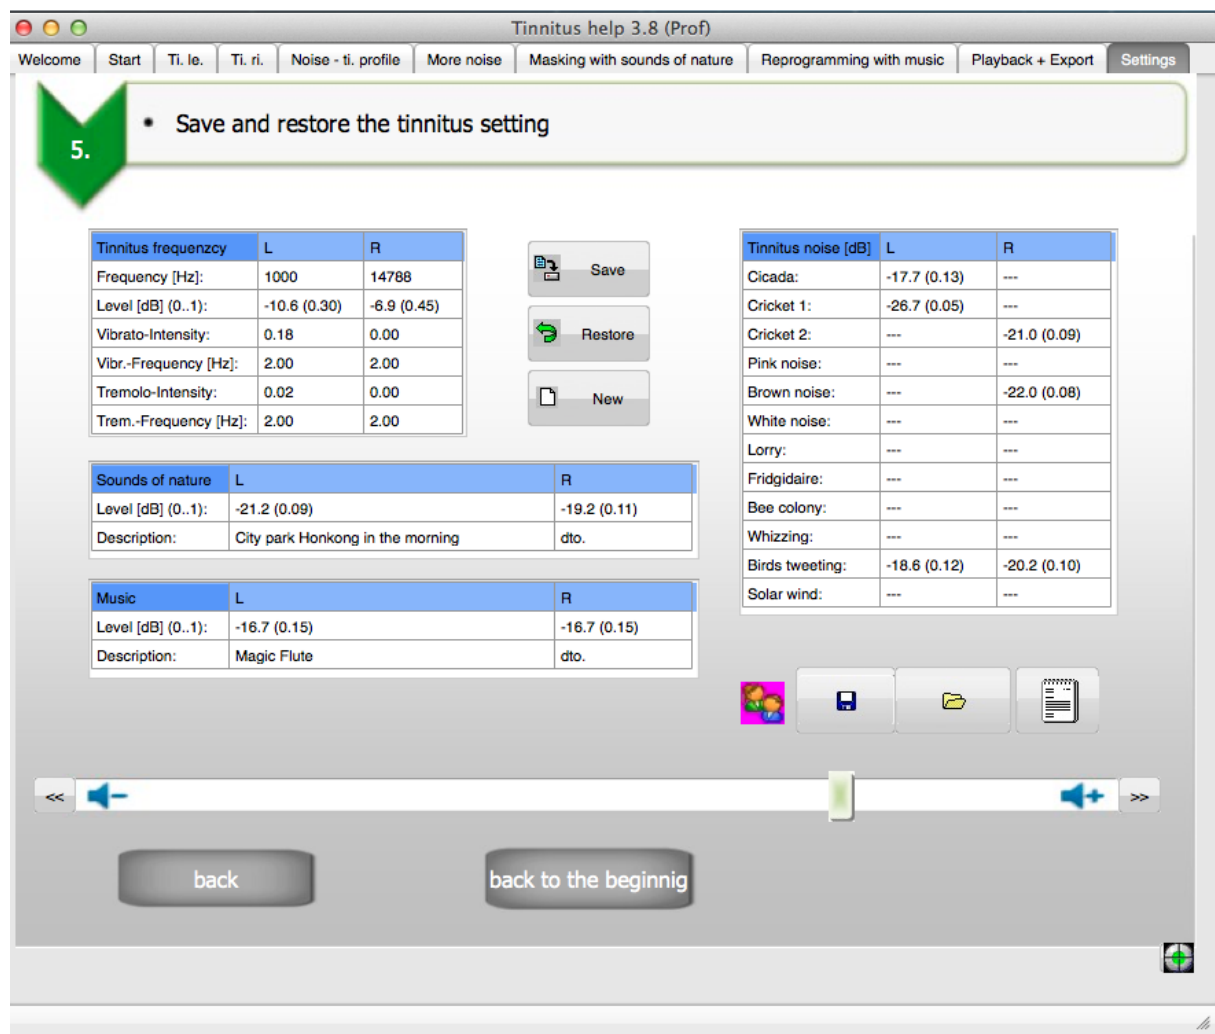 Tinnitus help 3.8 (Prof)
Welcome Start Ti. le. Ti. ri. Noise - ti. profile More noise Masking with sounds of nature Reprogramming with music Playback + Export Settings
5.
• Save and restore the tinnitus setting
Tinnitus frequenzcy L R
Frequency [Hz]: 1000 14788
Level [dB] (0..1): -10.6 (0.30) -6.9 (0.45)
Vibrato-Intensity: 0.18 0.00
Vibr.-Frequency [Hz]: 2.00 2.00
Tremolo-Intensity: 0.02 0.00
Trem.-Frequency [Hz]: 2.00 2.00
Save
Restore
New
Tinnitus noise [dB] L R
Cicada: -17.7 (0.13) ---
Cricket 1: -26.7 (0.05) ---
Cricket 2: --- -21.0 (0.09)
Pink noise: --- ---
Brown noise: --- -22.0 (0.08)
White noise: --- ---
Lorry: --- ---
Fridgidaire: --- ---
Bee colony: --- ---
Whizzing: --- ---
Birds tweeting: -18.6 (0.12) -20.2 (0.10)
Solar wind: --- ---
Sounds of nature L R
Level [dB] (0..1): -21.2 (0.09) -19.2 (0.11)
Description: City park Honkong in the morning dto.
Music L R
Level [dB] (0..1): -16.7 (0.15) -16.7 (0.15)
Description: Magic Flute dto.
<< >>
back
back to the beginnig